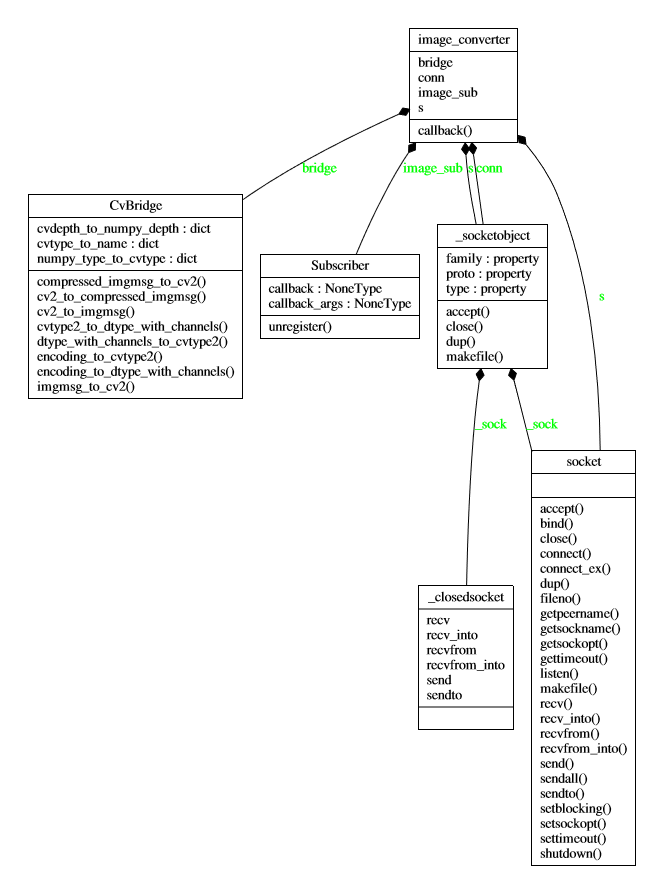 image_converter
bridge
conn
image_sub
s
callback()
bridge
image_sub
s
conn
CvBridge
cvdepth_to_numpy_depth : dict
cvtype_to_name : dict
numpy_type_to_cvtype : dict
compressed_imgmsg_to_cv2()
cv2_to_compressed_imgmsg()
cv2_to_imgmsg()
cvtype2_to_dtype_with_channels()
dtype_with_channels_to_cvtype2()
encoding_to_cvtype2()
encoding_to_dtype_with_channels()
imgmsg_to_cv2()
Subscriber
callback : NoneType
callback_args : NoneType
unregister()
_socketobject
family : property
proto : property
type : property
accept()
close()
dup()
makefile()
s
_sock
_sock
_closedsocket
recv
recv_into
recvfrom
recvfrom_into
send
sendto
socket
accept()
bind()
close()
connect()
connect_ex()
dup()
fileno()
getpeername()
getsockname()
getsockopt()
gettimeout()
listen()
makefile()
recv()
recv_into()
recvfrom()
recvfrom_into()
send()
sendall()
sendto()
setblocking()
setsockopt()
settimeout()
shutdown()